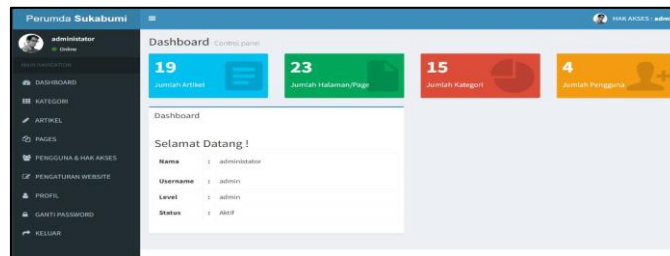 Perumda Sukabumi
HAK AKSES : admi
administator
Online
MAIN NAVIGATION
DASHBOARD
KATEGORI
ARTIKEL
PAGES
PENGGUNA & HAK AKSES
PENGATURAN WEBSITE
PROFIL
GANTI PASSWORD
KELUAR
Dashboard Control panel
19
Jumlah Artikel
23
Jumlah Halaman/Page
15
Jumlah Kategori
4
Jumlah Pengguna
Dashboard
Selamat Datang !
Nama : administator
Username : admin
Level : admin
Status : Aktif